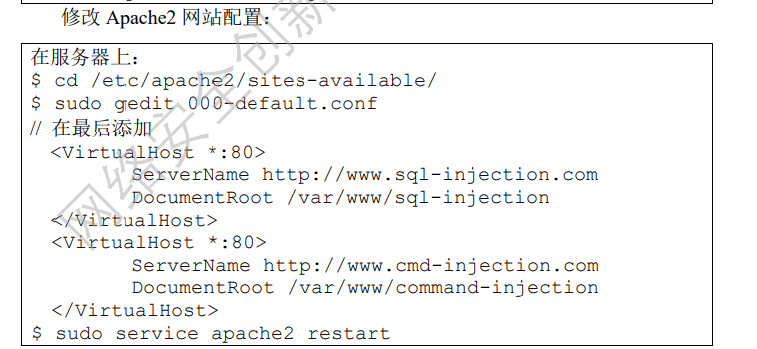 修改 Apache2 网站配置：
在服务器上：
$ cd /etc/apache2/sites-available/
$ sudo gedit 000-default.conf
// 在最后添加
<VirtualHost *:80>
ServerName http://www.sql-injection.com
DocumentRoot /var/www/sql-injection
</VirtualHost>
<VirtualHost *:80>
ServerName http://www.cmd-injection.com
DocumentRoot /var/www/command-injection
</VirtualHost>
$ sudo service apache2 restart
网络安全创新